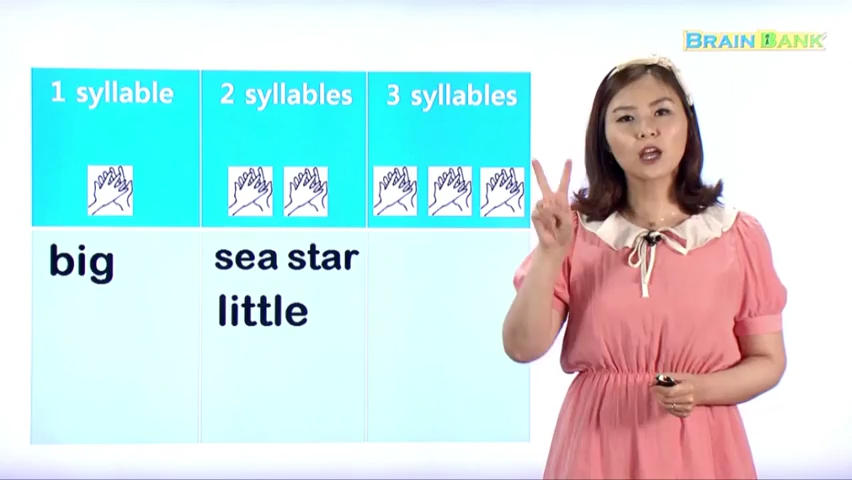 BRAIN BANK
1 syllable
2 syllables
3 syllables
big
sea star
little